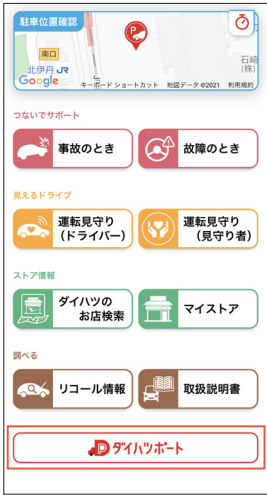 駐車位置確認
南口
北伊丹 JR
石崎
(株)
Google
キーボード ショートカット 地図データ ©2021 利用規約
つないでサポート
事故のとき
故障のとき
見えるドライブ
運転見守り
(ドライバー)
運転見守り
(見守り者)
ストア情報
ダイハツの
お店検索
マイストア
調べる
リコール情報
取扱説明書
ダイハツポート